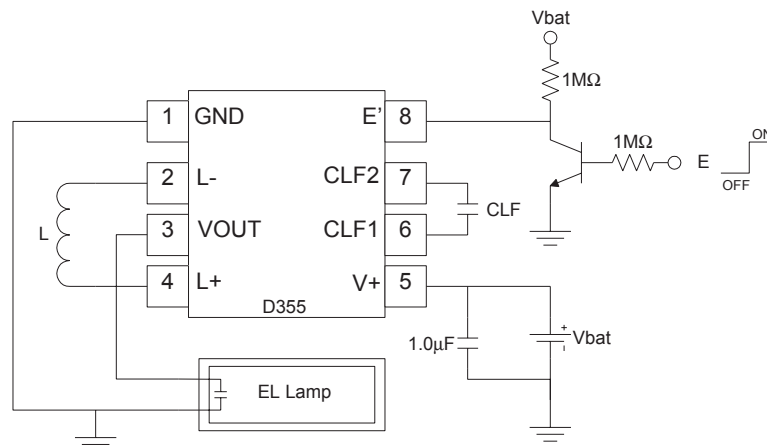 Vbat
1MΩ
1 GND E' 8
1MΩ E ON
OFF
2 L- CLF2 7
CLF
L 3 VOUT CLF1 6
4 L+ V+ 5
D355
1.0μF + Vbat
-
EL Lamp